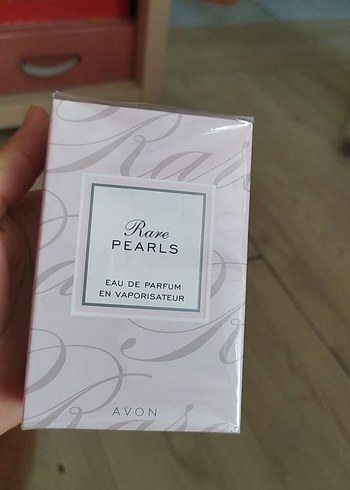 Rare
PEARLS
EAU DE PARFUM
EN VAPORISATEUR
AVON